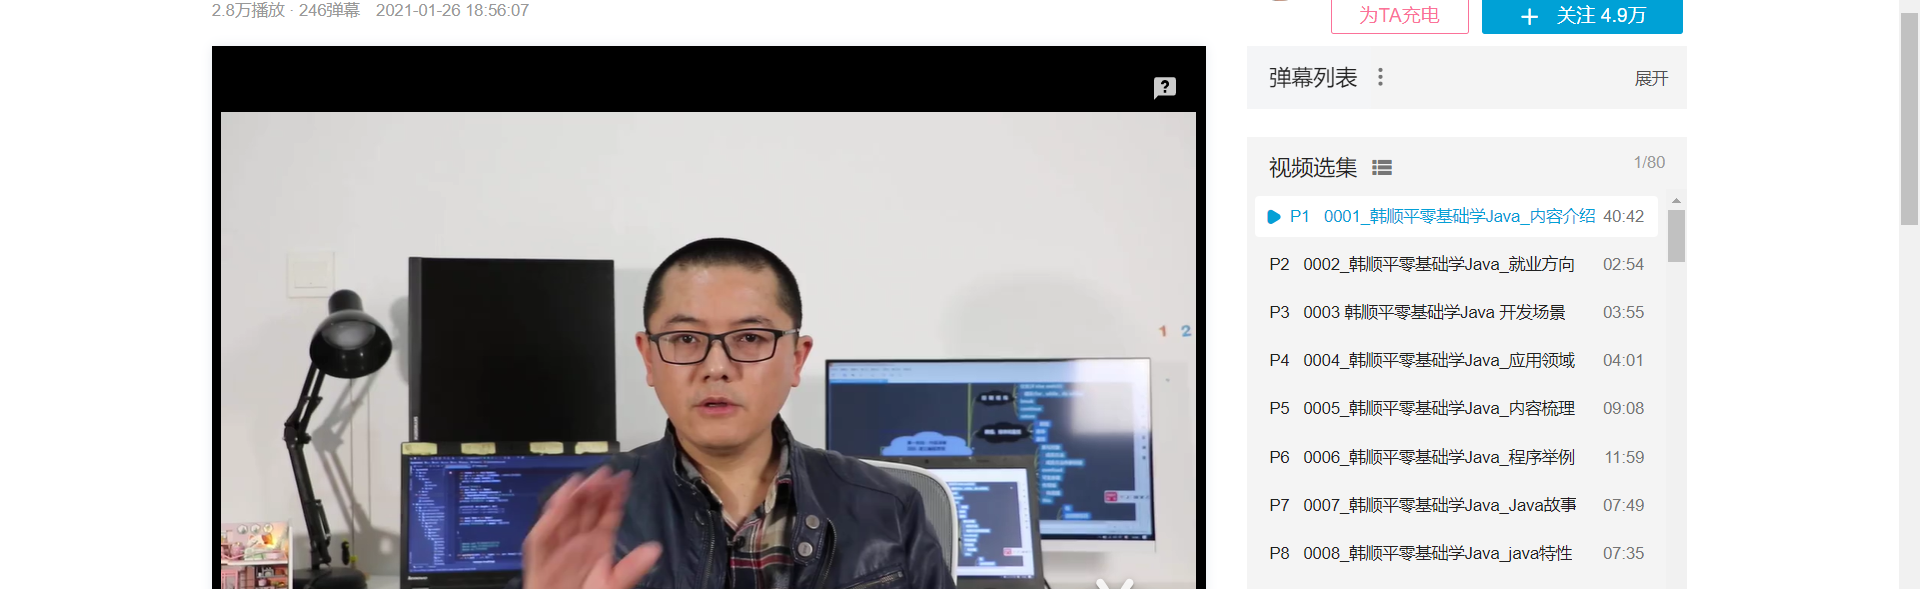 2.8万播放 · 246弹幕 2021-01-26 18:56:07
为TA充电
+ 关注 4.9万
弹幕列表
展开
视频选集
1/80
P1 0001_韩顺平零基础学Java_内容介绍 40:42
P2 0002_韩顺平零基础学Java_就业方向 02:54
P3 0003 韩顺平零基础学Java 开发场景 03:55
P4 0004_韩顺平零基础学Java_应用领域 04:01
P5 0005_韩顺平零基础学Java_内容梳理 09:08
P6 0006_韩顺平零基础学Java_程序举例 11:59
P7 0007_韩顺平零基础学Java_Java故事 07:49
P8 0008_韩顺平零基础学Java_java特性 07:35
1 2